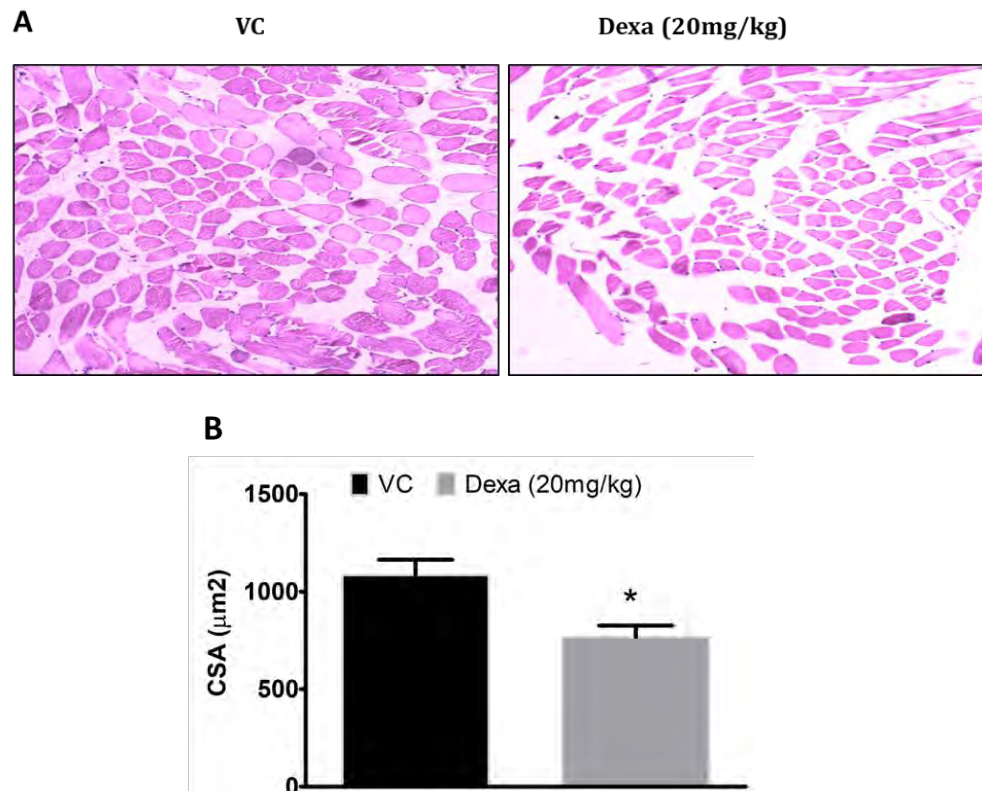 A
VC
Dexa (20mg/kg)
B
VC
Dexa (20mg/kg)
1500
1000
500
0
CSA (μm2)
*